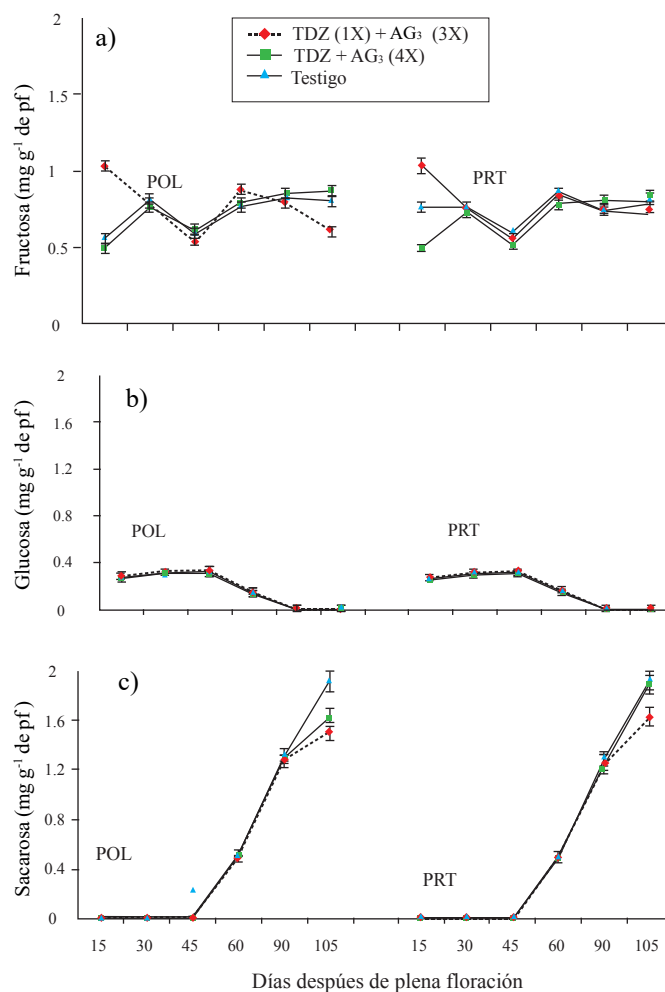 a)
TDZ (1X) + AG₃ (3X)
TDZ + AG₃ (4X)
Testigo
2
1.5
1
0.5
0
Fructosa (mg g⁻¹ de pf)
POL
PRT
b)
2
1.6
1.2
0.8
0.4
0
Glucosa (mg g⁻¹ de pf)
POL
PRT
c)
2
1.6
1.2
0.4
0
Sacarosa (mg g⁻¹ de pf)
POL
PRT
15 30 45 60 90 105 15 30 45 60 90 105
Días despúes de plena floración